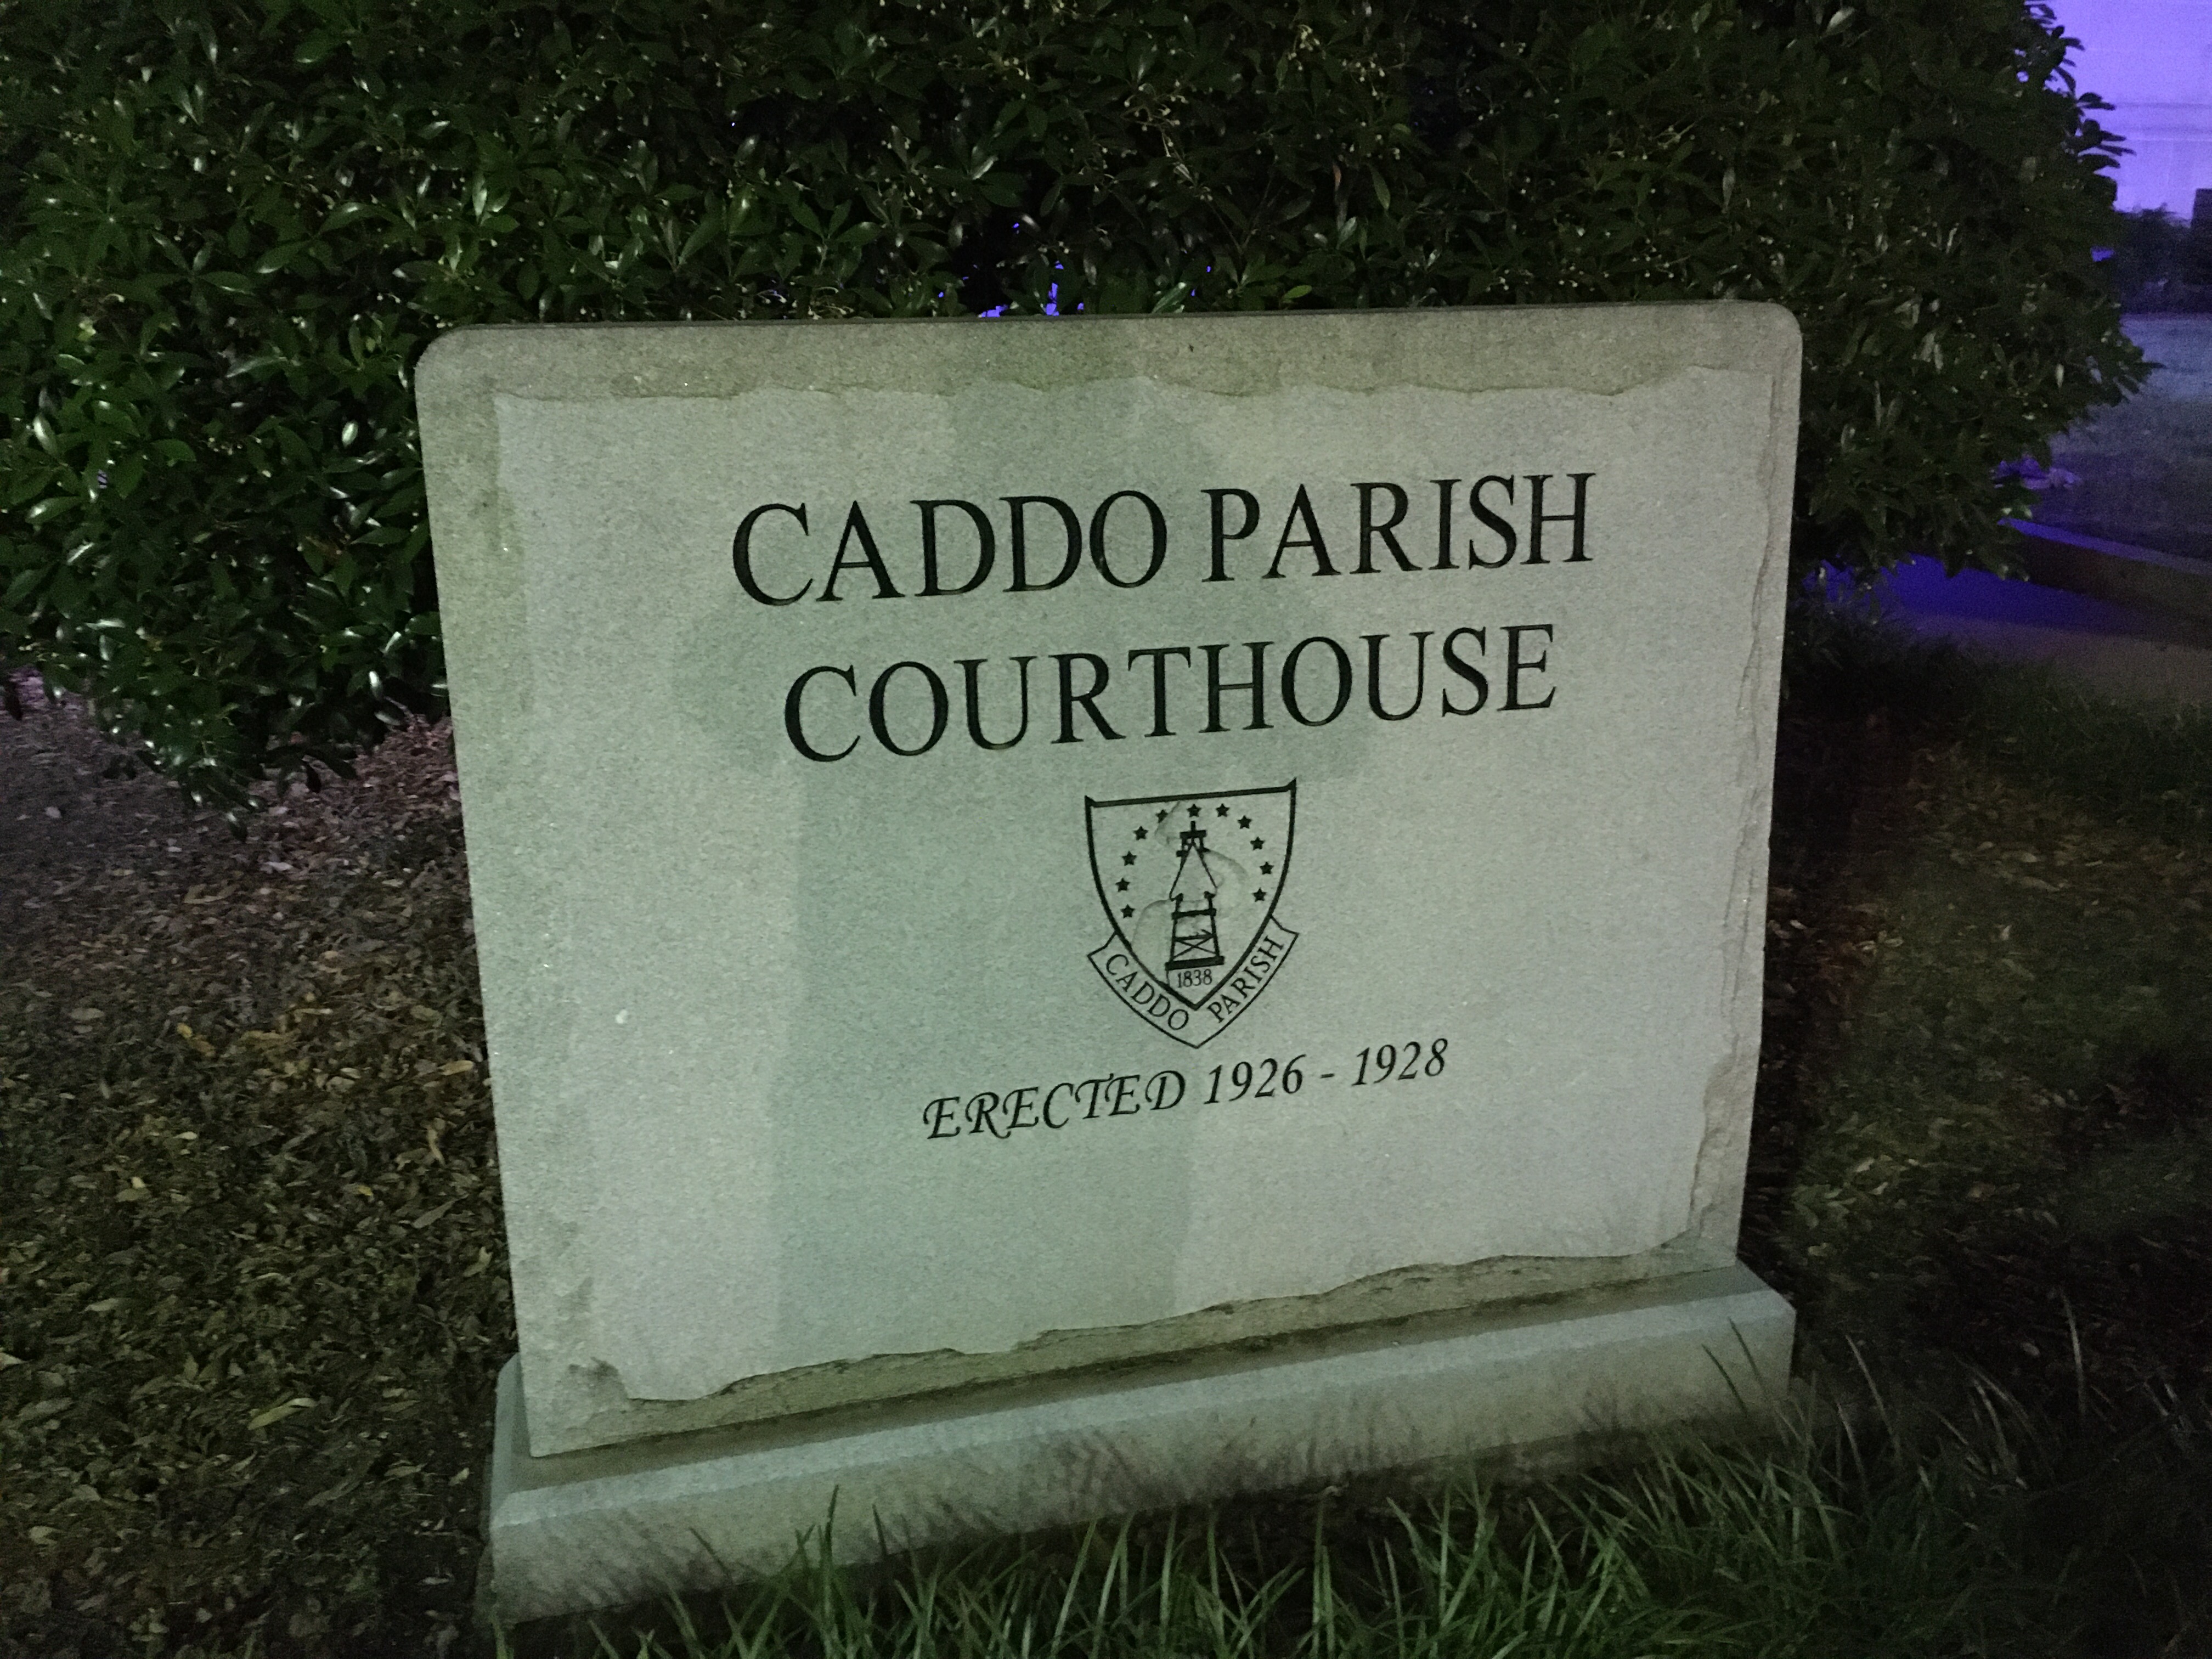 CADDO PARISH
COURTHOUSE
1838
CADDO PARISH
ERECTED 1926 - 1928